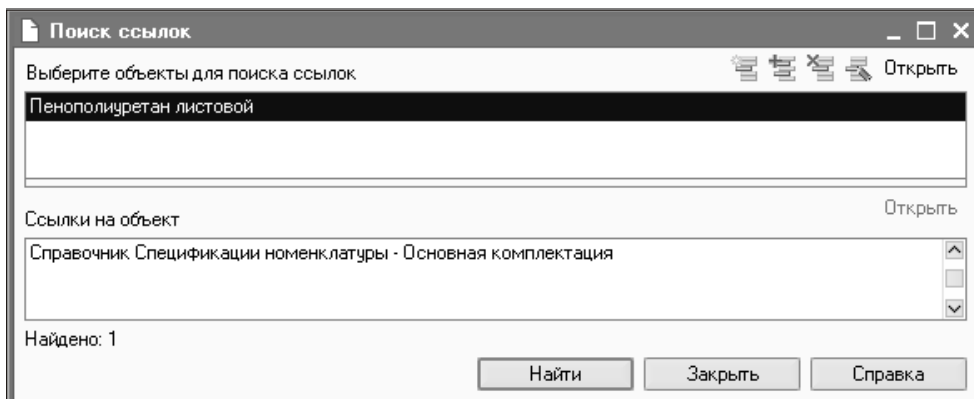 Поиск ссылок
Выберите объекты для поиска ссылок
Открыть
Пенополиуретан листовой
Открыть
Ссылки на объект
Справочник Спецификации номенклатуры - Основная комплектация
Найдено: 1
Найти Закрыть Справка